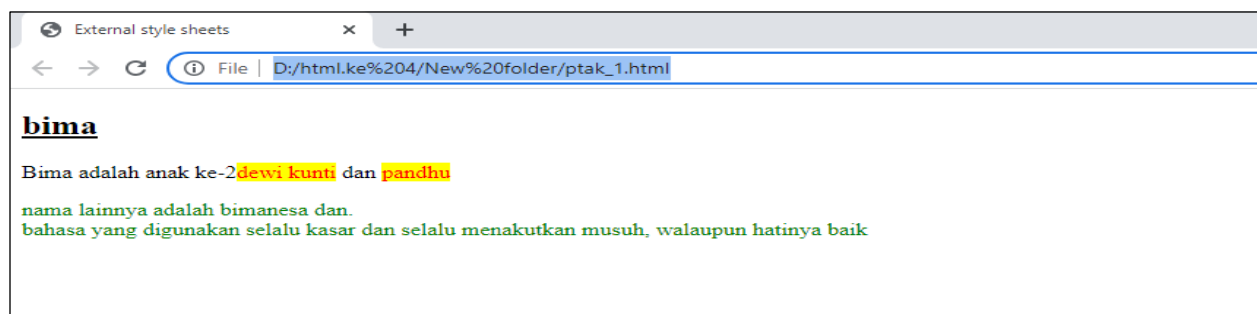 External style sheets
File D:/html.ke%204/New%20folder/ptak_1.html
bima
Bima adalah anak ke-2dewi kunti dan pandhu
nama lainnya adalah bimanesa dan.
bahasa yang digunakan selalu kasar dan selalu menakutkan musuh, walaupun hatinya baik